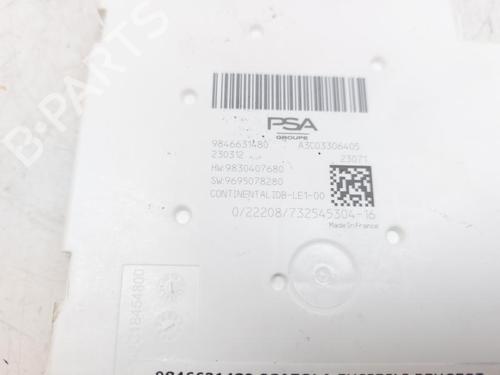 PSA
GROUPE
9846631480 A3C03306405
230312 23071
HW:9830407680
SW:9695078280
CONTINENTAL IDB-LE1-00
0/22208/732545304-16
Made in France